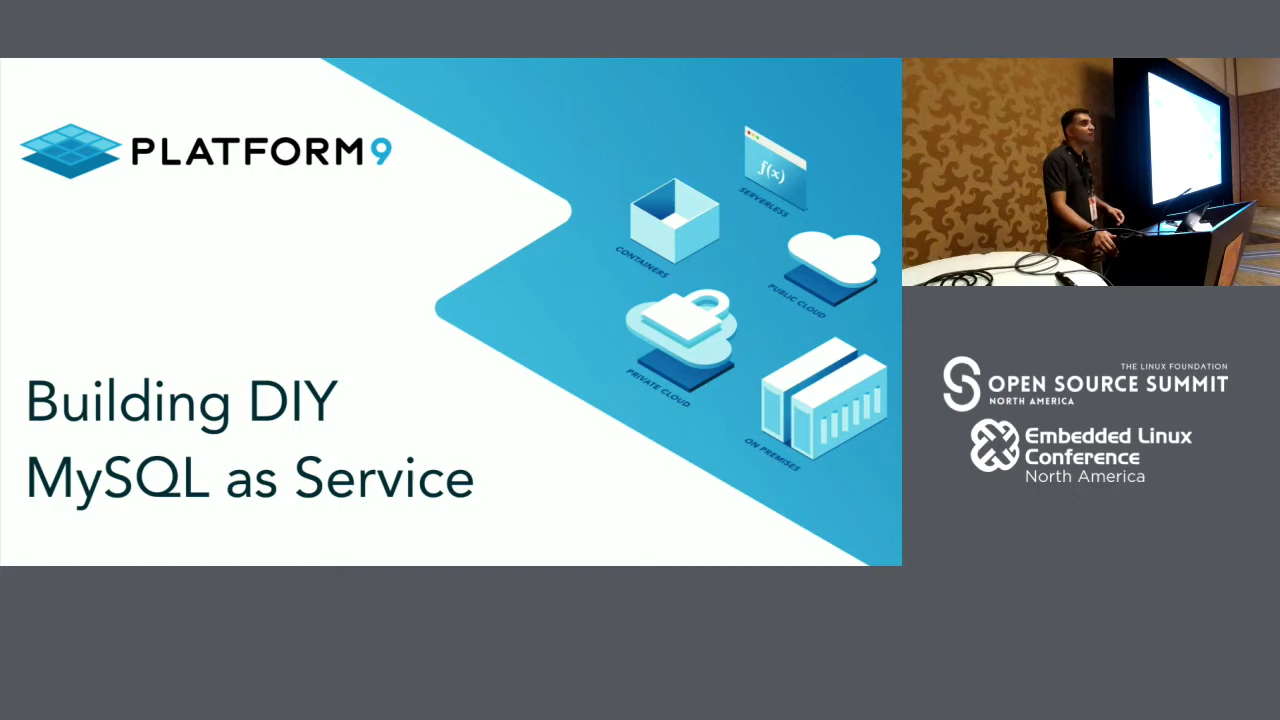 PLATFORM9
Building DIY
MySQL as Service
ƒ(x)
SERVERLESS
CONTAINERS
PUBLIC CLOUD
PRIVATE CLOUD
ON PREMISES
THE LINUX FOUNDATION
OPEN SOURCE SUMMIT
NORTH AMERICA
Embedded Linux
Conference
North America